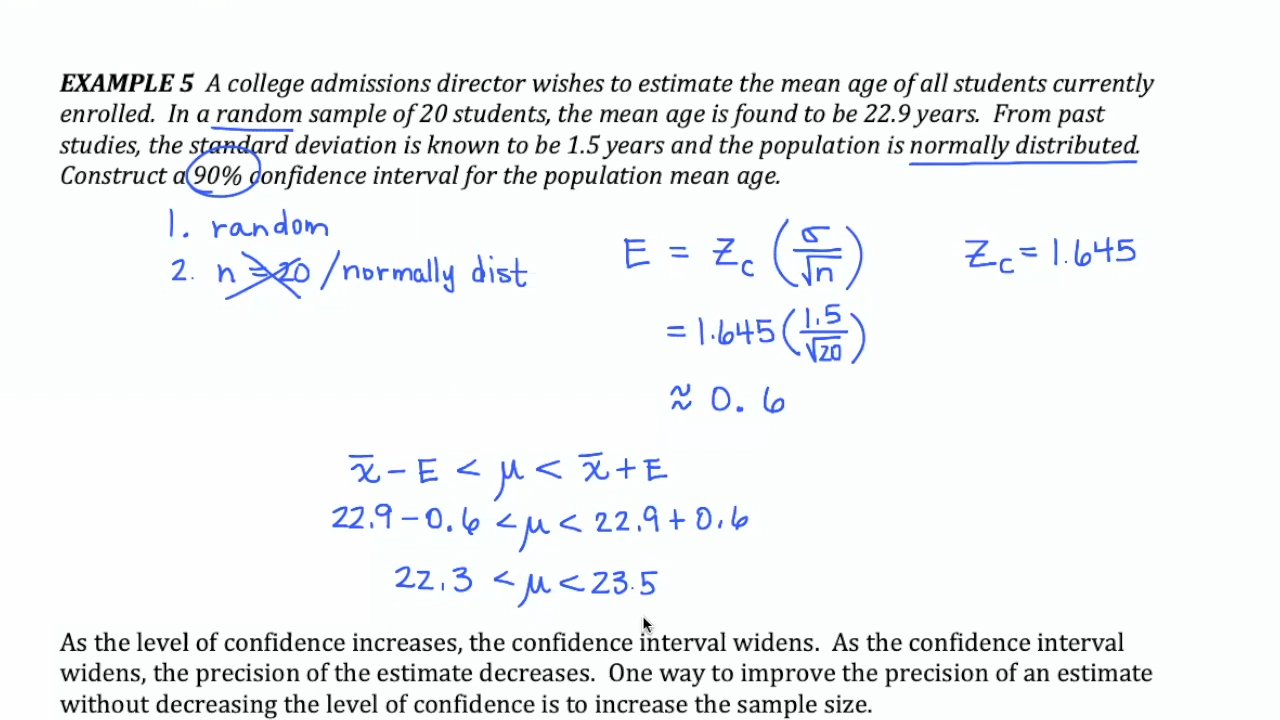 EXAMPLE 5 A college admissions director wishes to estimate the mean age of all students currently
enrolled. In a random sample of 20 students, the mean age is found to be 22.9 years. From past
studies, the standard deviation is known to be 1.5 years and the population is normally distributed.
Construct a 90% confidence interval for the population mean age.
1. random
2. n = 20 / normally dist
E = Zc (σ/√n)
Zc = 1.645
= 1.645 (1.5/√20)
≈ 0.6
x̄ − E < μ < x̄ + E
22.9 − 0.6 < μ < 22.9 + 0.6
22.3 < μ < 23.5
As the level of confidence increases, the confidence interval widens. As the confidence interval
widens, the precision of the estimate decreases. One way to improve the precision of an estimate
without decreasing the level of confidence is to increase the sample size.